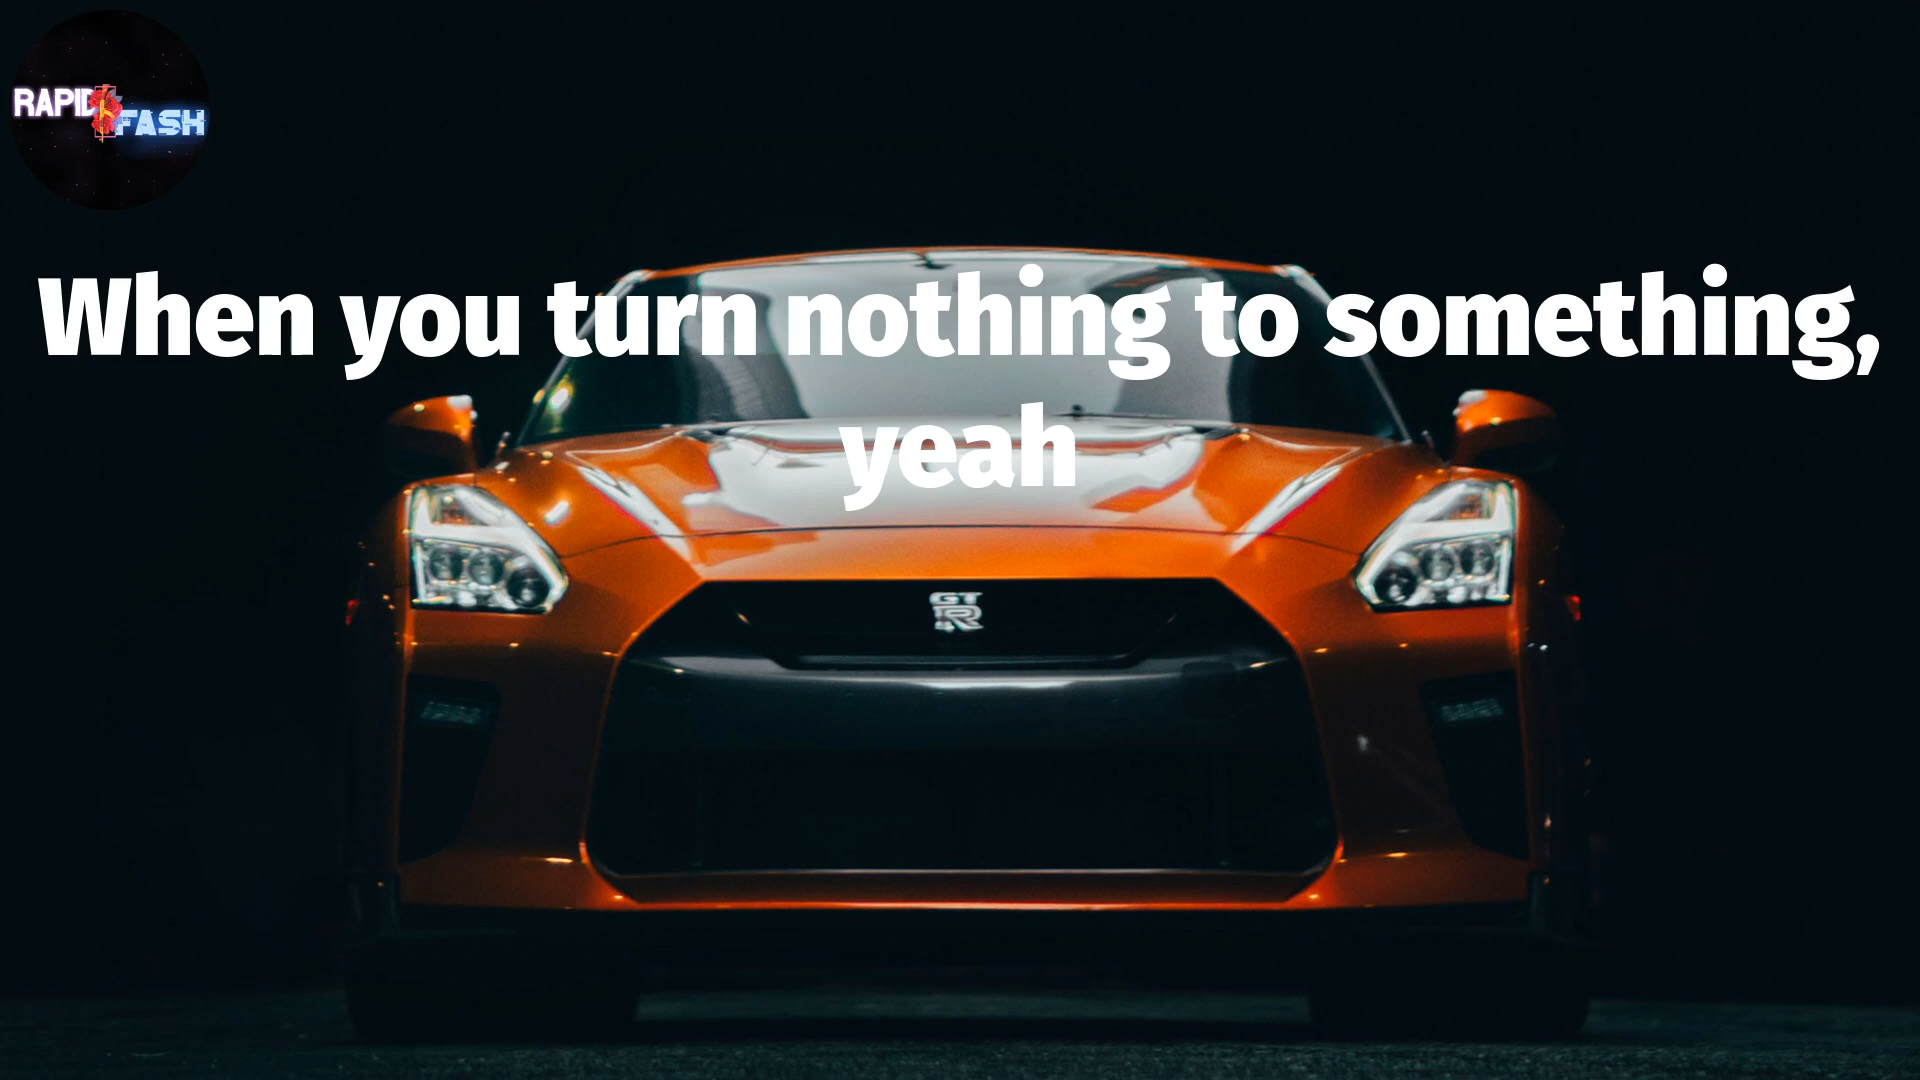 RAPID
FASH
When you turn nothing to something,
yeah
GT
R